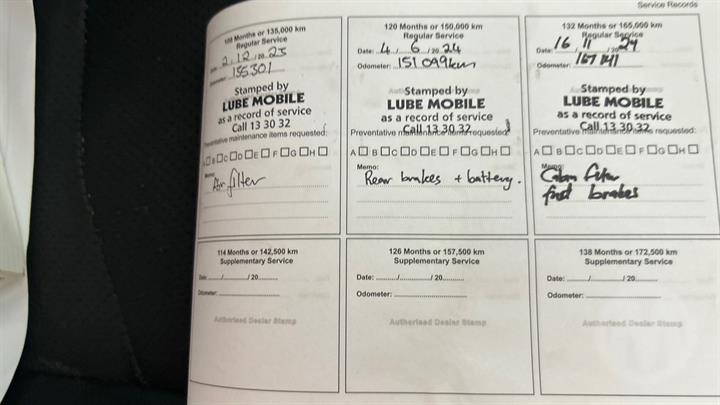 Service Records
108 Months or 135,000 km
Regular Service
Date: 2 / 12 / 20 23
Odometer: 135301
Stamped by
LUBE MOBILE
as a record of service
Call 13 30 32
Preventative maintenance items requested:
A B C D E F G H
Memo:
Air filter
120 Months or 150,000 km
Regular Service
Date: 4 / 6 / 20 24
Odometer: 151099km
Stamped by
LUBE MOBILE
as a record of service
Call 13 30 32
Preventative maintenance items requested:
A B C D E F G H
Memo:
Rear brakes + battery.
132 Months or 165,000 km
Regular Service
Date: 16 / 11 / 20 24
Odometer: 167141
Stamped by
LUBE MOBILE
as a record of service
Call 13 30 32
Preventative maintenance items requested:
A B C D E F G H
Memo:
Cabin filter
brakes
114 Months or 142,500 km
Supplementary Service
Date: / / 20
Odometer:
Authorised Dealer Stamp
126 Months or 157,500 km
Supplementary Service
Date: / / 20
Odometer:
Authorised Dealer Stamp
138 Months or 172,500 km
Supplementary Service
Date: / / 20
Odometer:
Authorised Dealer Stamp